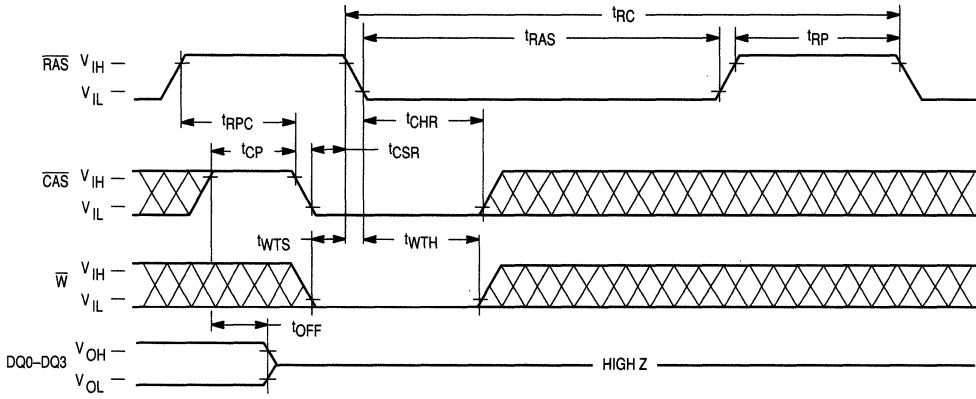 tRC
tRAS
tRP
RAS VIH
VIL
tRPC
tCHR
tCP
tCSR
CAS VIH
VIL
tWTS
tWTH
W VIH
VIL
tOFF
DQ0–DQ3 VOH
VOL
HIGH Z